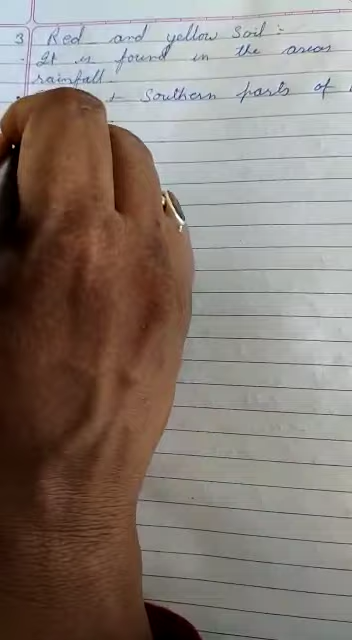 3 Red and yellow Soil :-
It is found in the areas
rainfall.
Southern parts of